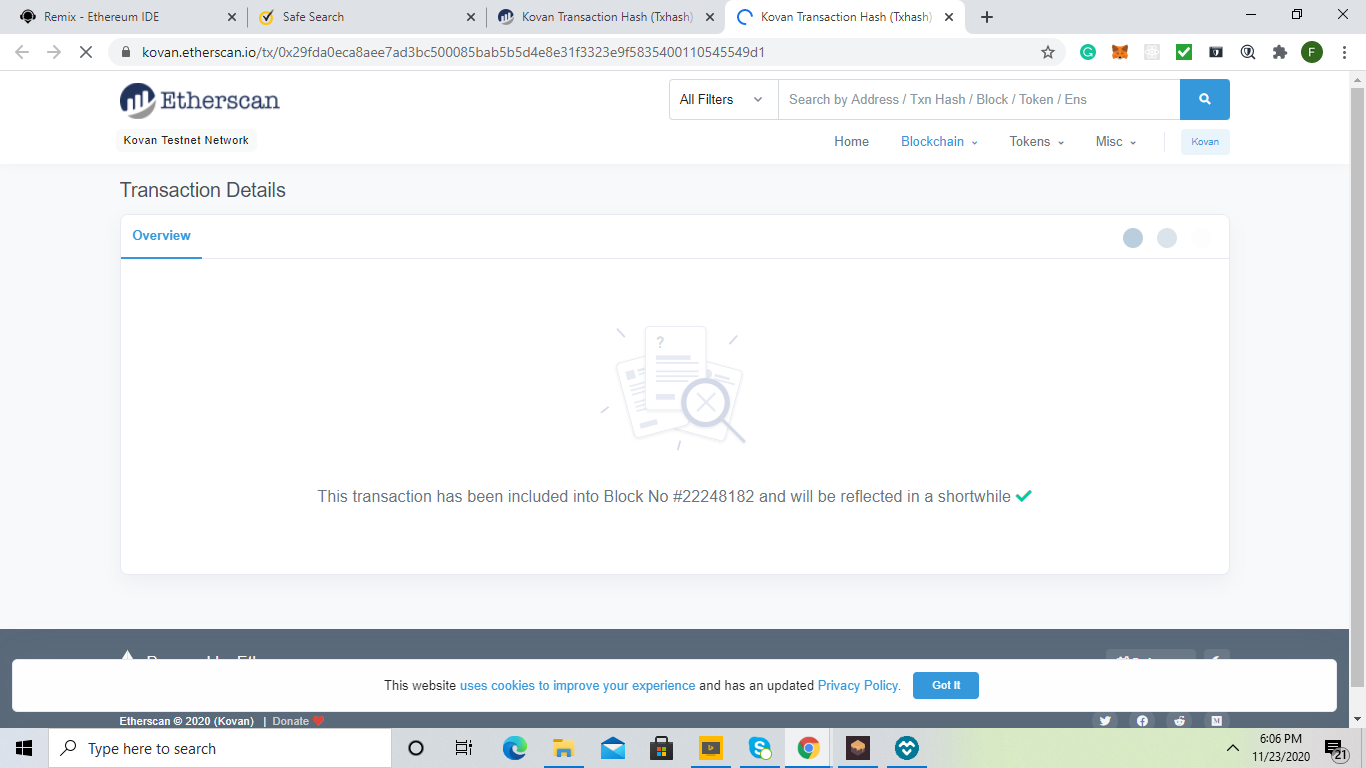 Remix - Ethereum IDE
Safe Search
Kovan Transaction Hash (Txhash)
Kovan Transaction Hash (Txhash)
kovan.etherscan.io/tx/0x29fda0eca8aee7ad3bc500085bab5b5d4e8e31f3323e9f5835400110545549d1
F
Etherscan
All Filters
Search by Address / Txn Hash / Block / Token / Ens
Kovan Testnet Network
Home
Blockchain
Tokens
Misc
Kovan
Transaction Details
Overview
?
This transaction has been included into Block No #22248182 and will be reflected in a shortwhile
This website uses cookies to improve your experience and has an updated Privacy Policy.
Got It
Etherscan © 2020 (Kovan) | Donate
Type here to search
6:06 PM
11/23/2020
21